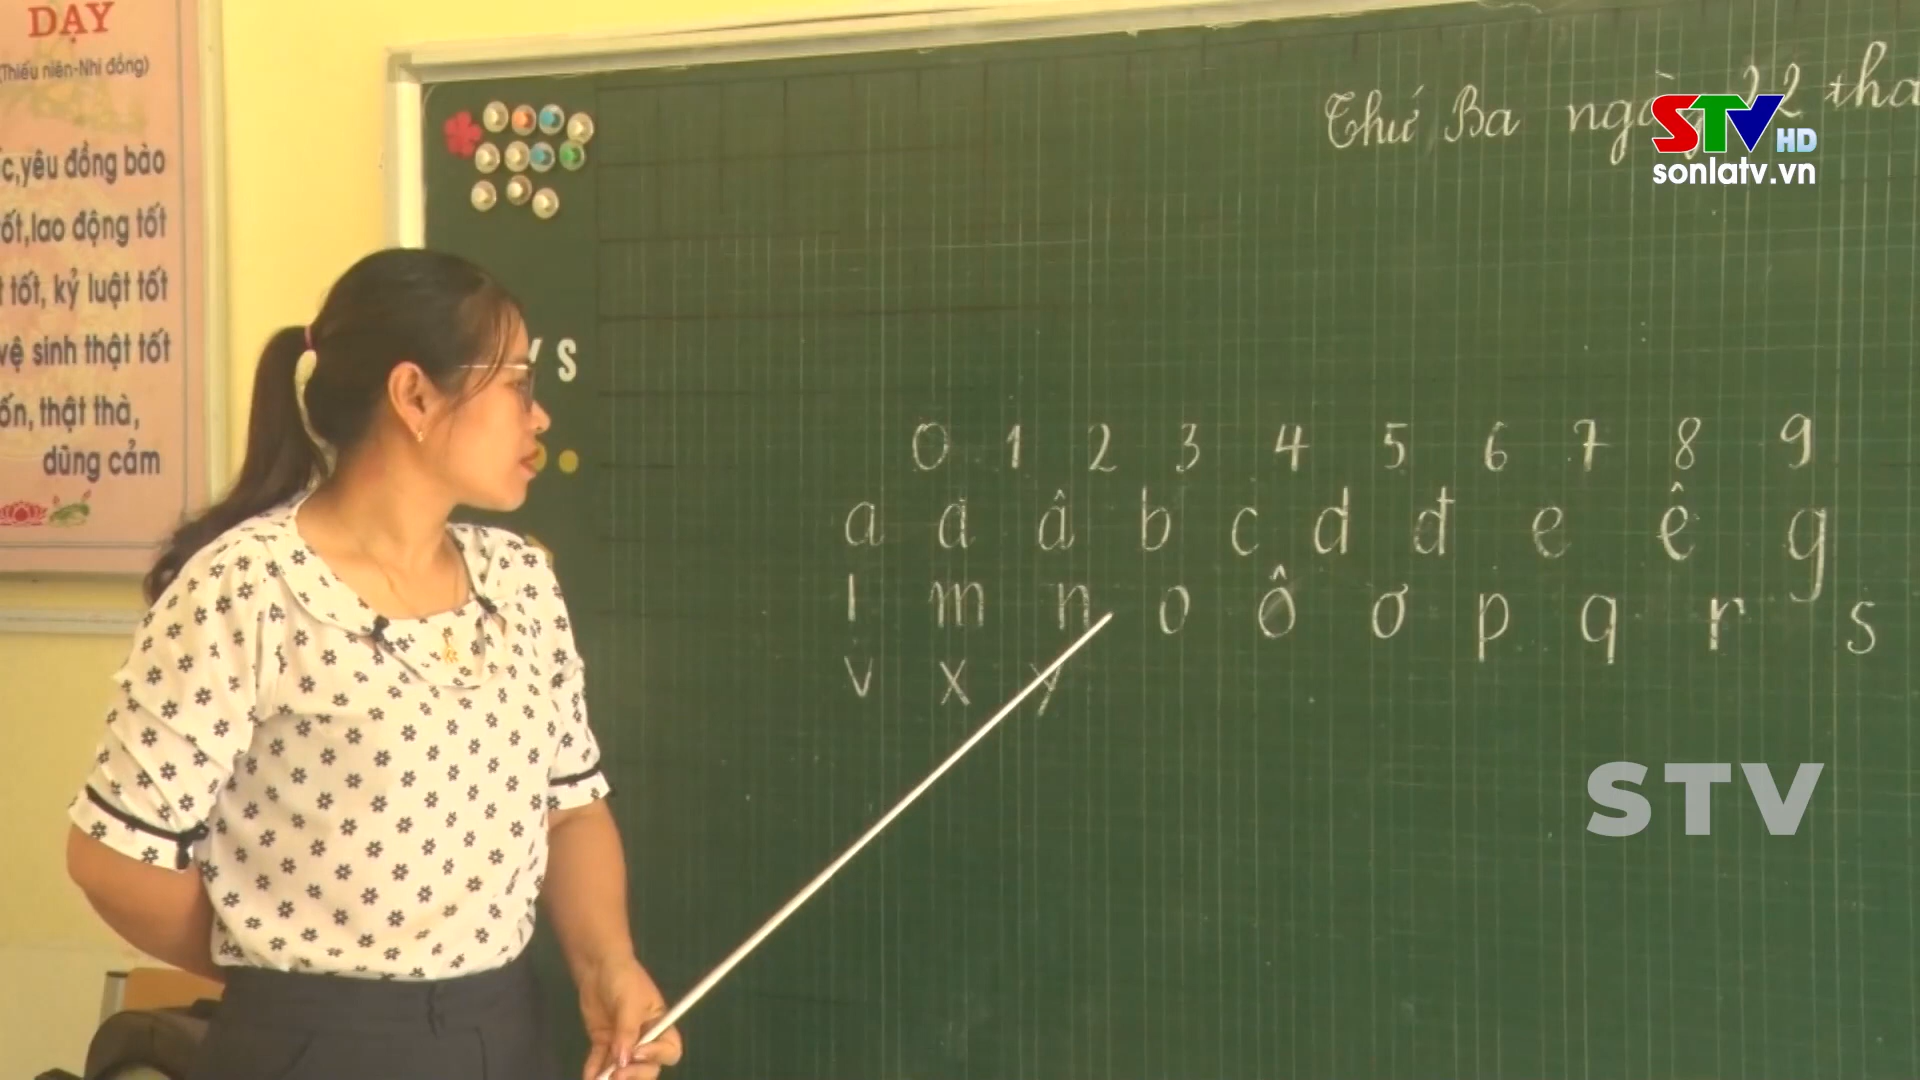 DẠY
(Thiếu niên-Nhi đồng)
yêu đồng bào
lao động tốt
tốt, kỷ luật tốt
vệ sinh thật tốt
thật thà,
dũng cảm
Thứ Ba ngày 22
STV HD
sonlatv.vn
S
0 1 2 3 4 5 6 7 8 9
a ă â b c d đ e ê g
l m n o ô ơ p q r s
v x y
STV